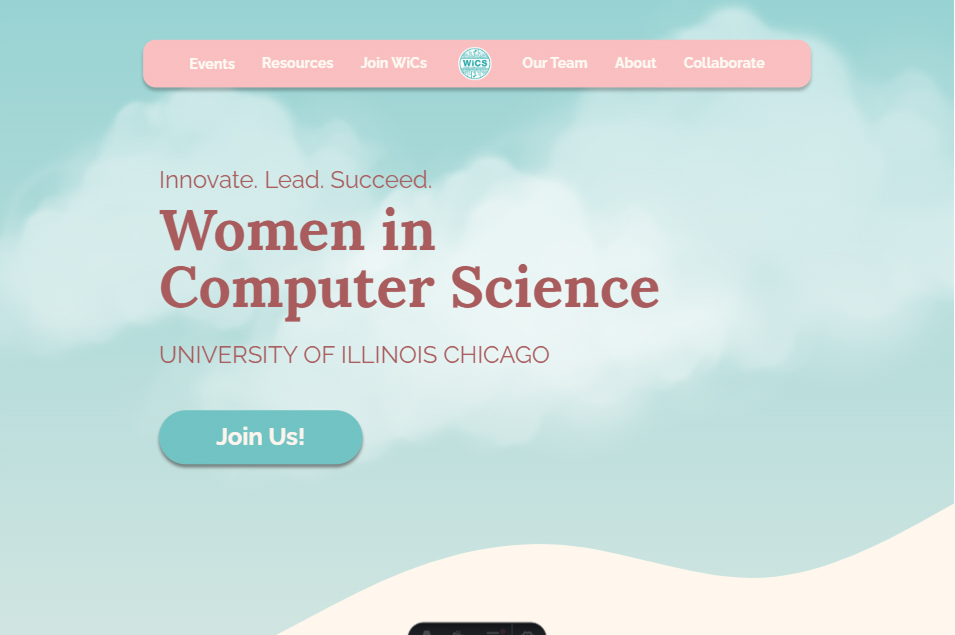 Events Resources Join WiCs WiCS Our Team About Collaborate
Innovate. Lead. Succeed.
Women in
Computer Science
UNIVERSITY OF ILLINOIS CHICAGO
Join Us!